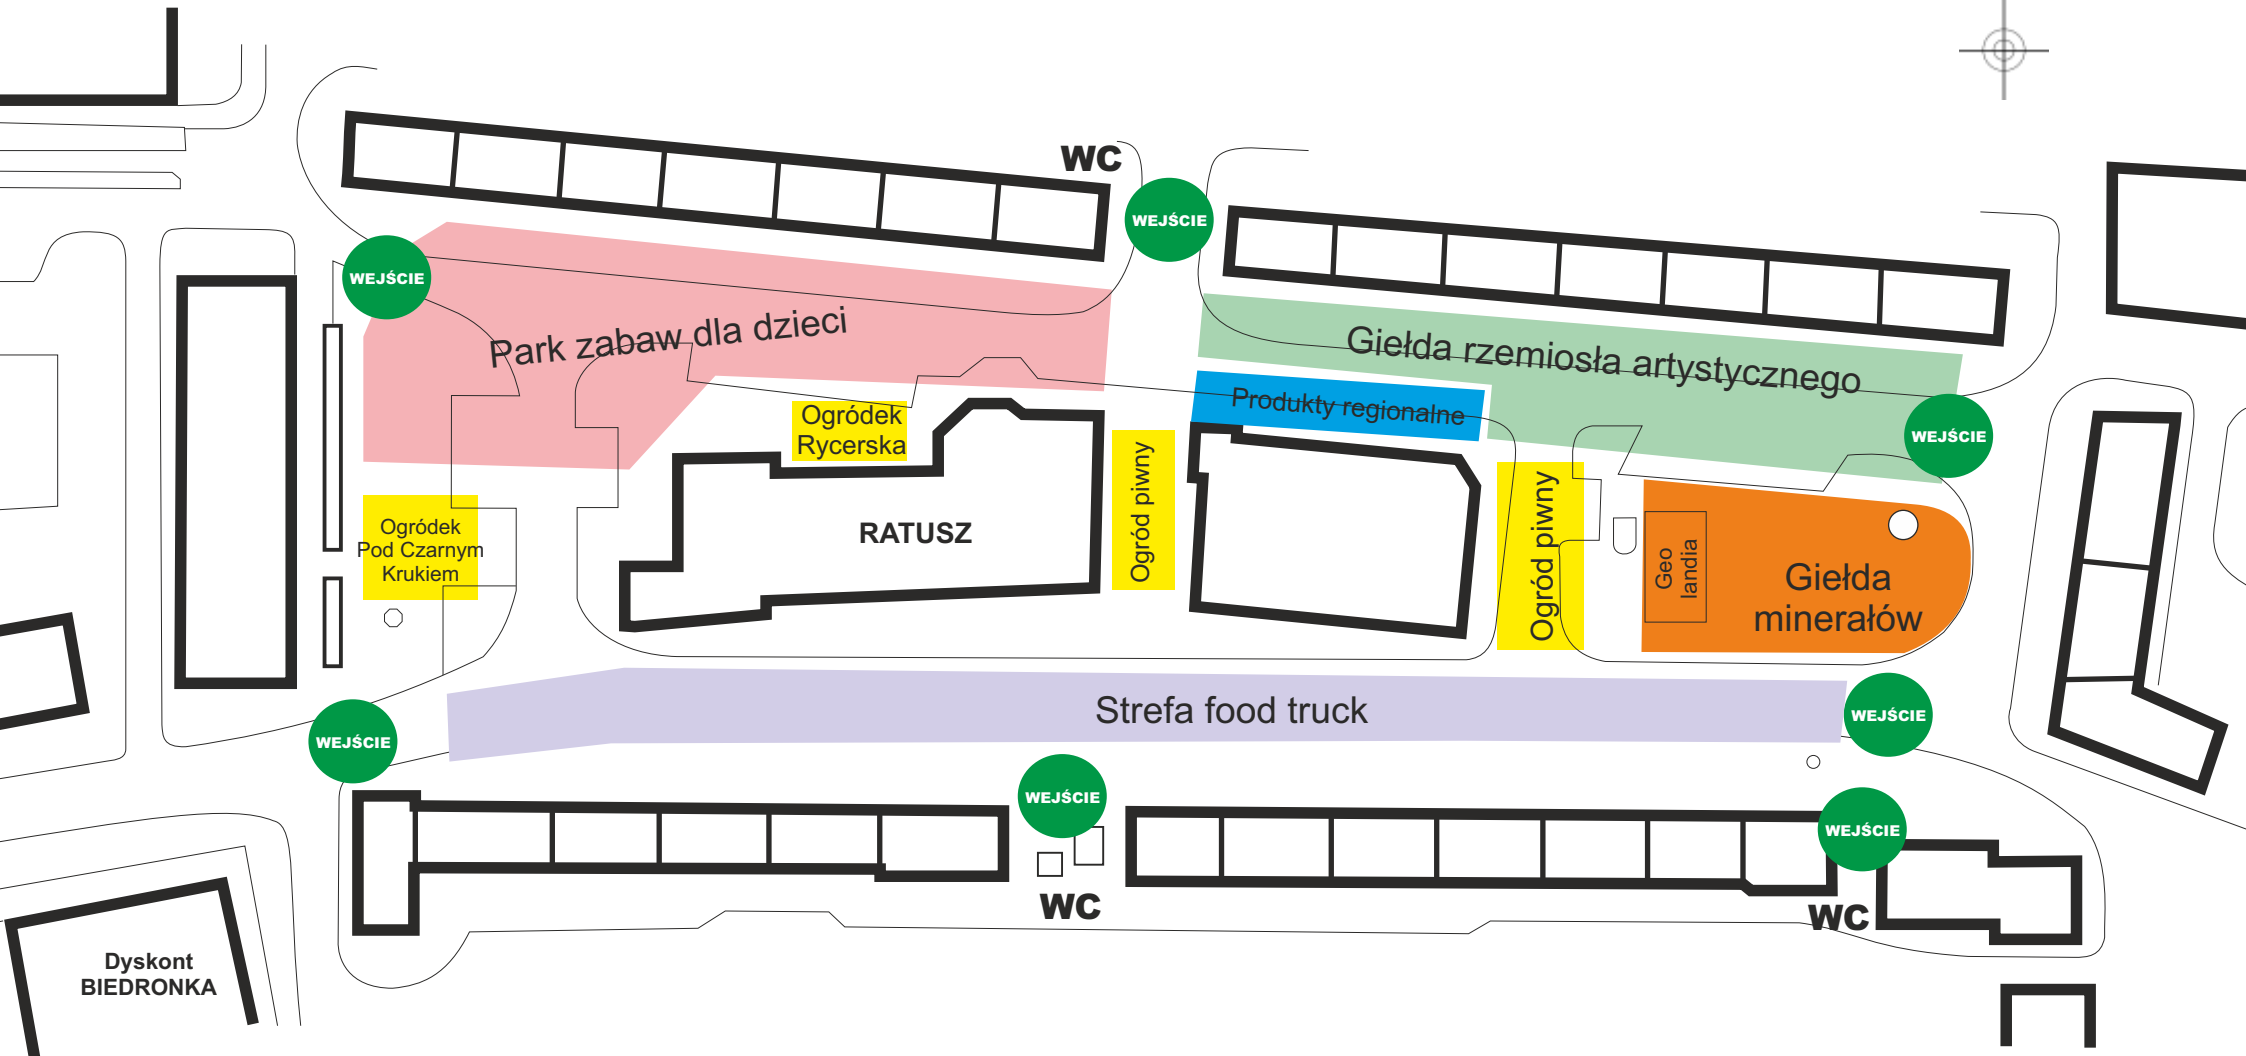 WC
WEJŚCIE
WEJŚCIE
Park zabaw dla dzieci
Giełda rzemiosła artystycznego
Produkty regionalne
Ogródek
Rycerska
WEJŚCIE
Ogródek
Pod Czarnym
Krukiem
RATUSZ
Ogród piwny
Ogród piwny
Geo
landia
Giełda
minerałów
Strefa food truck
WEJŚCIE
WEJŚCIE
WEJŚCIE
WEJŚCIE
WC
WC
Dyskont
BIEDRONKA